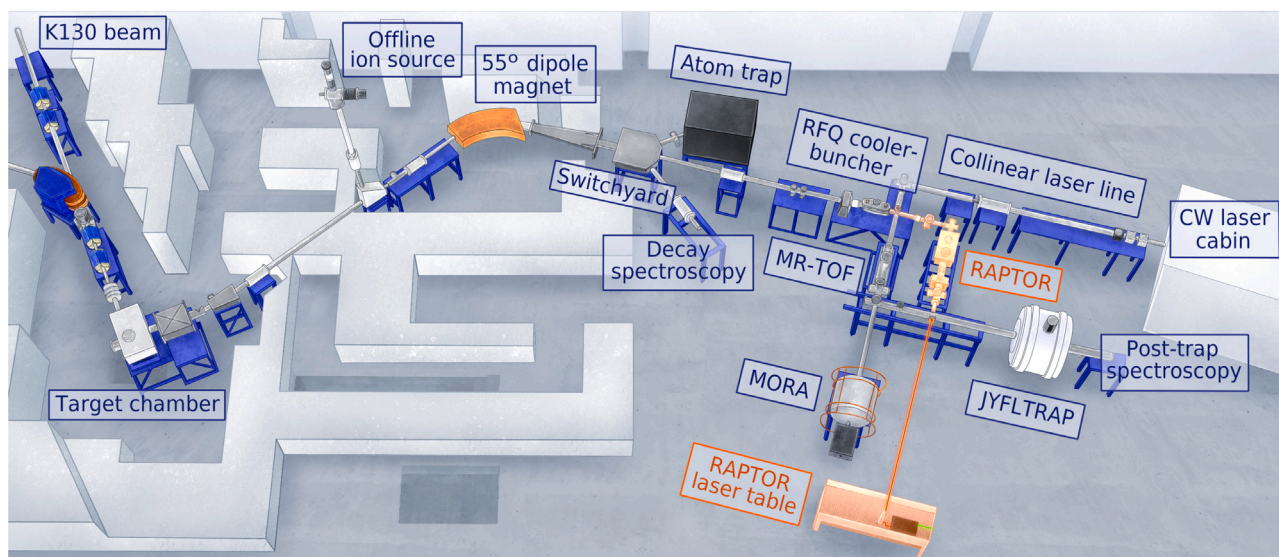 K130 beam
Offline
ion source
55º dipole
magnet
Atom trap
RFQ cooler-
buncher
Collinear laser line
CW laser
cabin
Switchyard
Decay
spectroscopy
MR-TOF
RAPTOR
Target chamber
MORA
JYFLTRAP
Post-trap
spectroscopy
RAPTOR
laser table